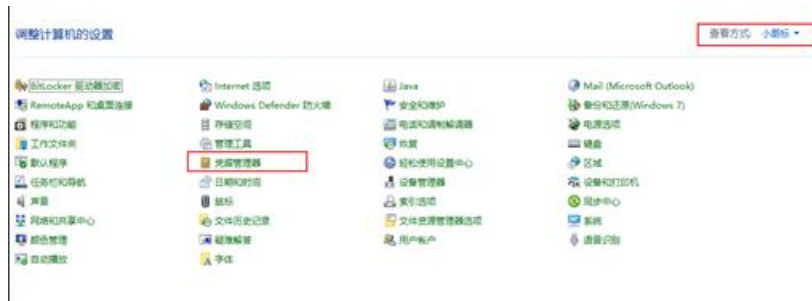 调整计算机的设置
查看方式: 小图标
BitLocker 驱动器加密 Internet 选项 Java Mail (Microsoft Outlook)
RemoteApp 和桌面连接 Windows Defender 防火墙 安全和维护 备份和还原(Windows 7)
程序和功能 存储空间 电话和调制解调器 电源选项
工作文件夹 管理工具 恢复 键盘
默认程序 凭据管理器 轻松使用设置中心 区域
任务栏和导航 日期和时间 设备管理器 设备和打印机
声音 鼠标 索引选项 同步中心
网络和共享中心 文件历史记录 文件资源管理器选项 系统
颜色管理 疑难解答 用户帐户 语音识别
自动播放 字体